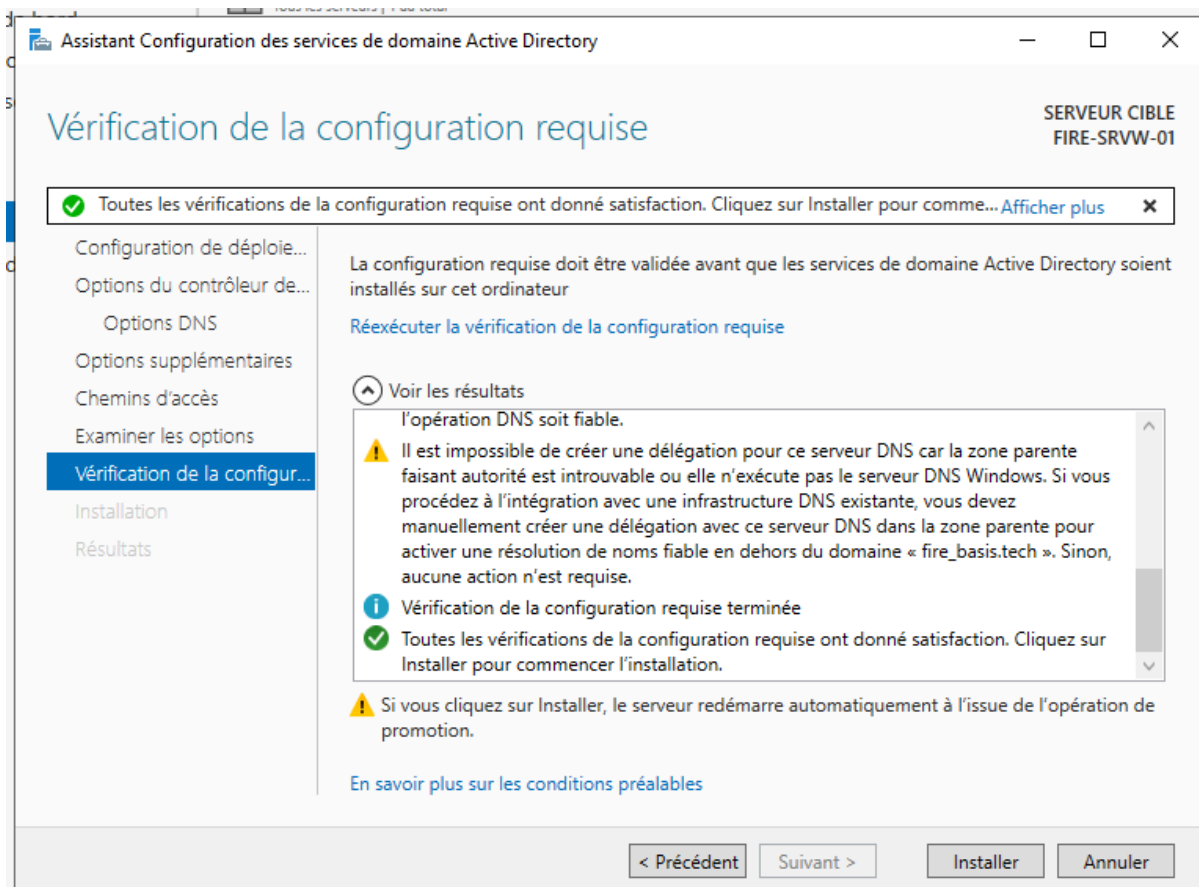 Assistant Configuration des services de domaine Active Directory
Vérification de la configuration requise
SERVEUR CIBLE
FIRE-SRVW-01
Toutes les vérifications de la configuration requise ont donné satisfaction. Cliquez sur Installer pour comme... Afficher plus
Configuration de déploie...
Options du contrôleur de...
Options DNS
Options supplémentaires
Chemins d'accès
Examiner les options
Vérification de la configur...
Installation
Résultats
La configuration requise doit être validée avant que les services de domaine Active Directory soient
installés sur cet ordinateur
Réexécuter la vérification de la configuration requise
Voir les résultats
l'opération DNS soit fiable.
Il est impossible de créer une délégation pour ce serveur DNS car la zone parente
faisant autorité est introuvable ou elle n'exécute pas le serveur DNS Windows. Si vous
procédez à l'intégration avec une infrastructure DNS existante, vous devez
manuellement créer une délégation avec ce serveur DNS dans la zone parente pour
activer une résolution de noms fiable en dehors du domaine « fire_basis.tech ». Sinon,
aucune action n'est requise.
Vérification de la configuration requise terminée
Toutes les vérifications de la configuration requise ont donné satisfaction. Cliquez sur
Installer pour commencer l'installation.
Si vous cliquez sur Installer, le serveur redémarre automatiquement à l'issue de l'opération de
promotion.
En savoir plus sur les conditions préalables
< Précédent
Suivant >
Installer
Annuler